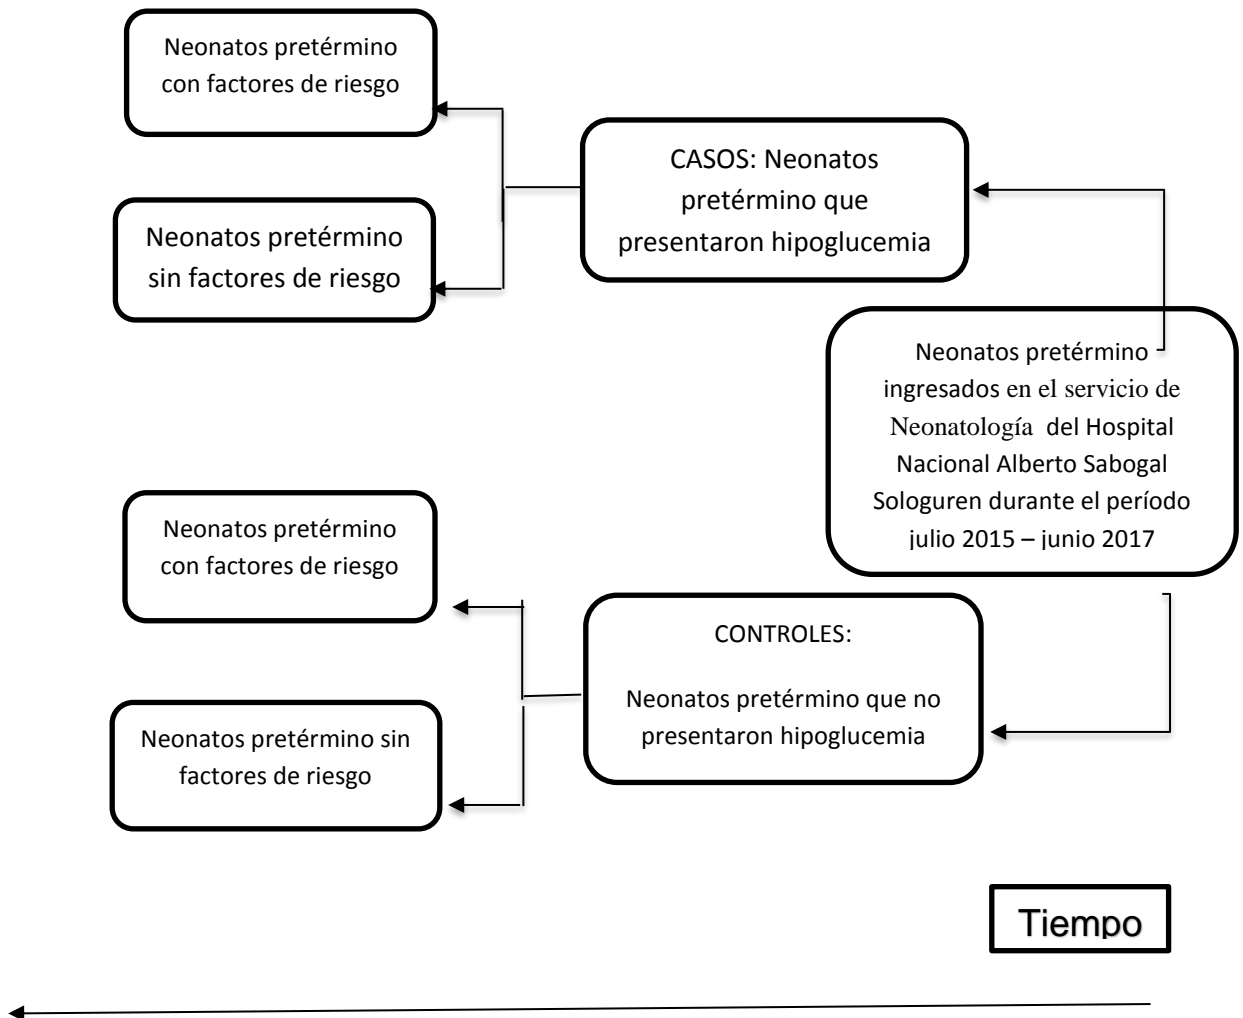 Neonatos pretérmino
con factores de riesgo
CASOS: Neonatos
pretérmino que
presentaron hipoglucemia
Neonatos pretérmino
sin factores de riesgo
Neonatos pretérmino
ingresados en el servicio de
Neonatología del Hospital
Nacional Alberto Sabogal
Sologuren durante el período
julio 2015 – junio 2017
Neonatos pretérmino
con factores de riesgo
CONTROLES:
Neonatos pretérmino que no
presentaron hipoglucemia
Neonatos pretérmino sin
factores de riesgo
Tiempo